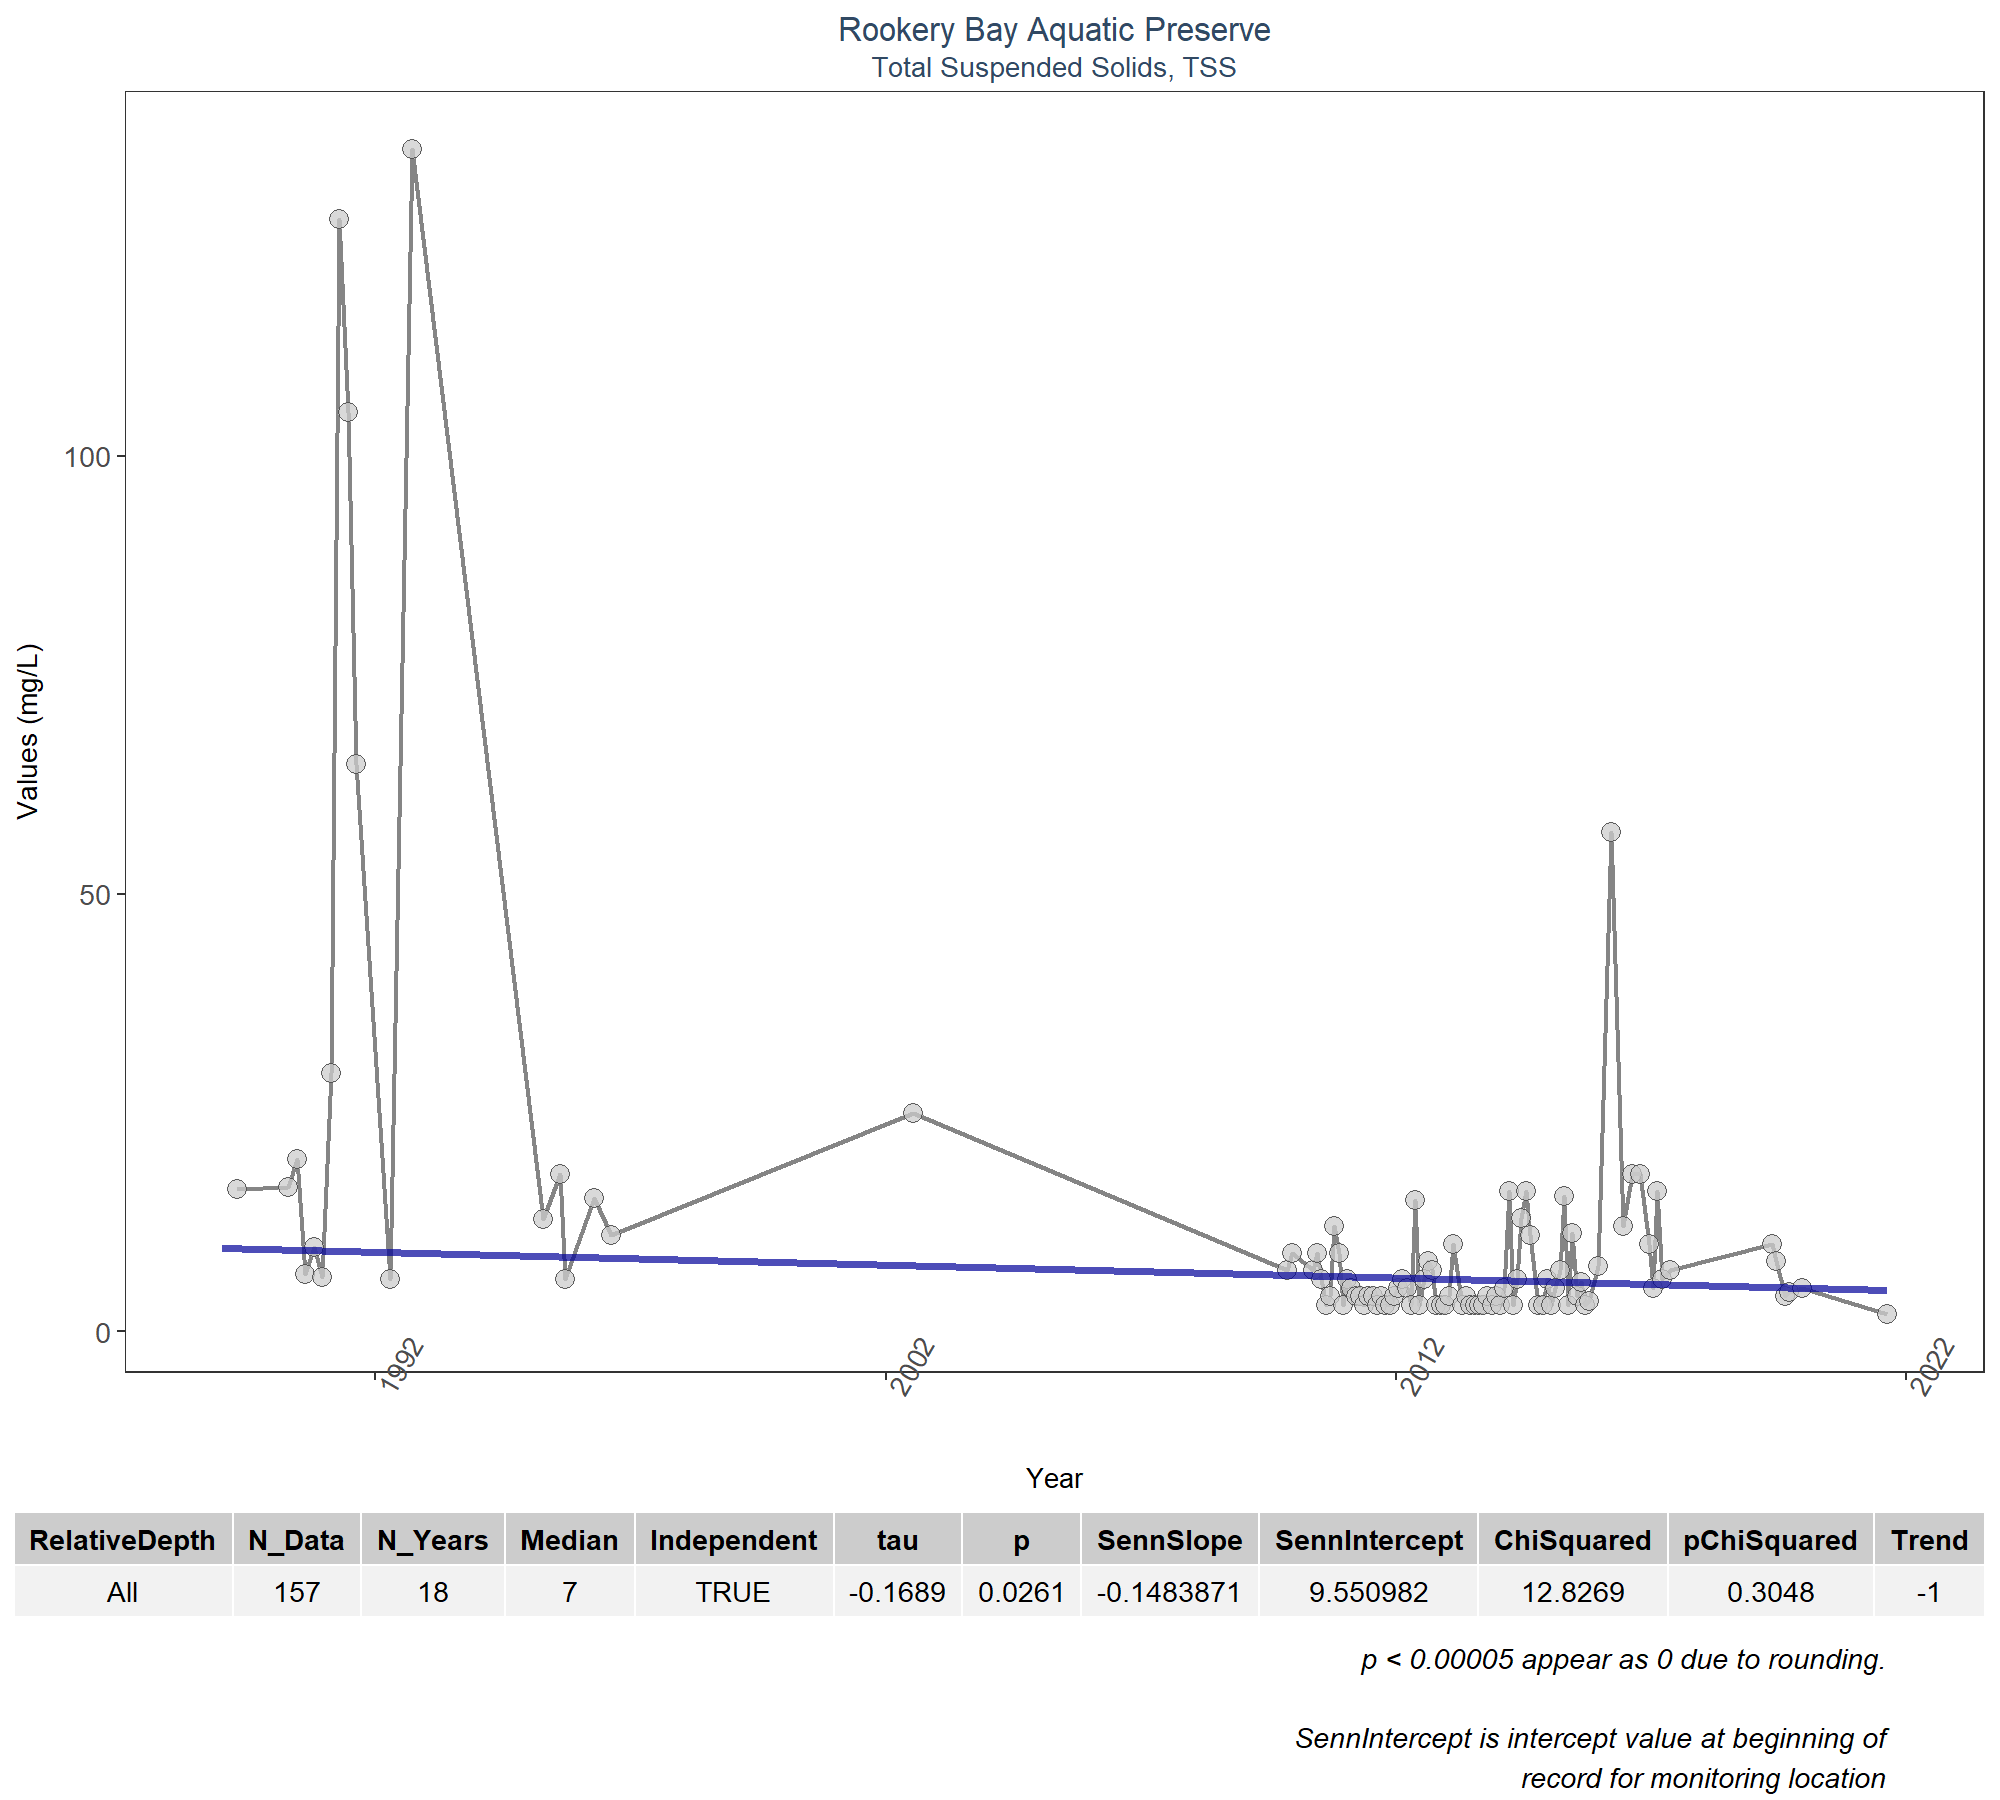 Rookery Bay Aquatic Preserve
Total Suspended Solids, TSS
Values (mg/L)
100
50
0
1992
2002
2012
2022
Year
RelativeDepth N_Data N_Years Median Independent tau p SennSlope SennIntercept ChiSquared pChiSquared Trend
All 157 18 7 TRUE -0.1689 0.0261 -0.1483871 9.550982 12.8269 0.3048 -1
p < 0.00005 appear as 0 due to rounding.
SennIntercept is intercept value at beginning of
record for monitoring location